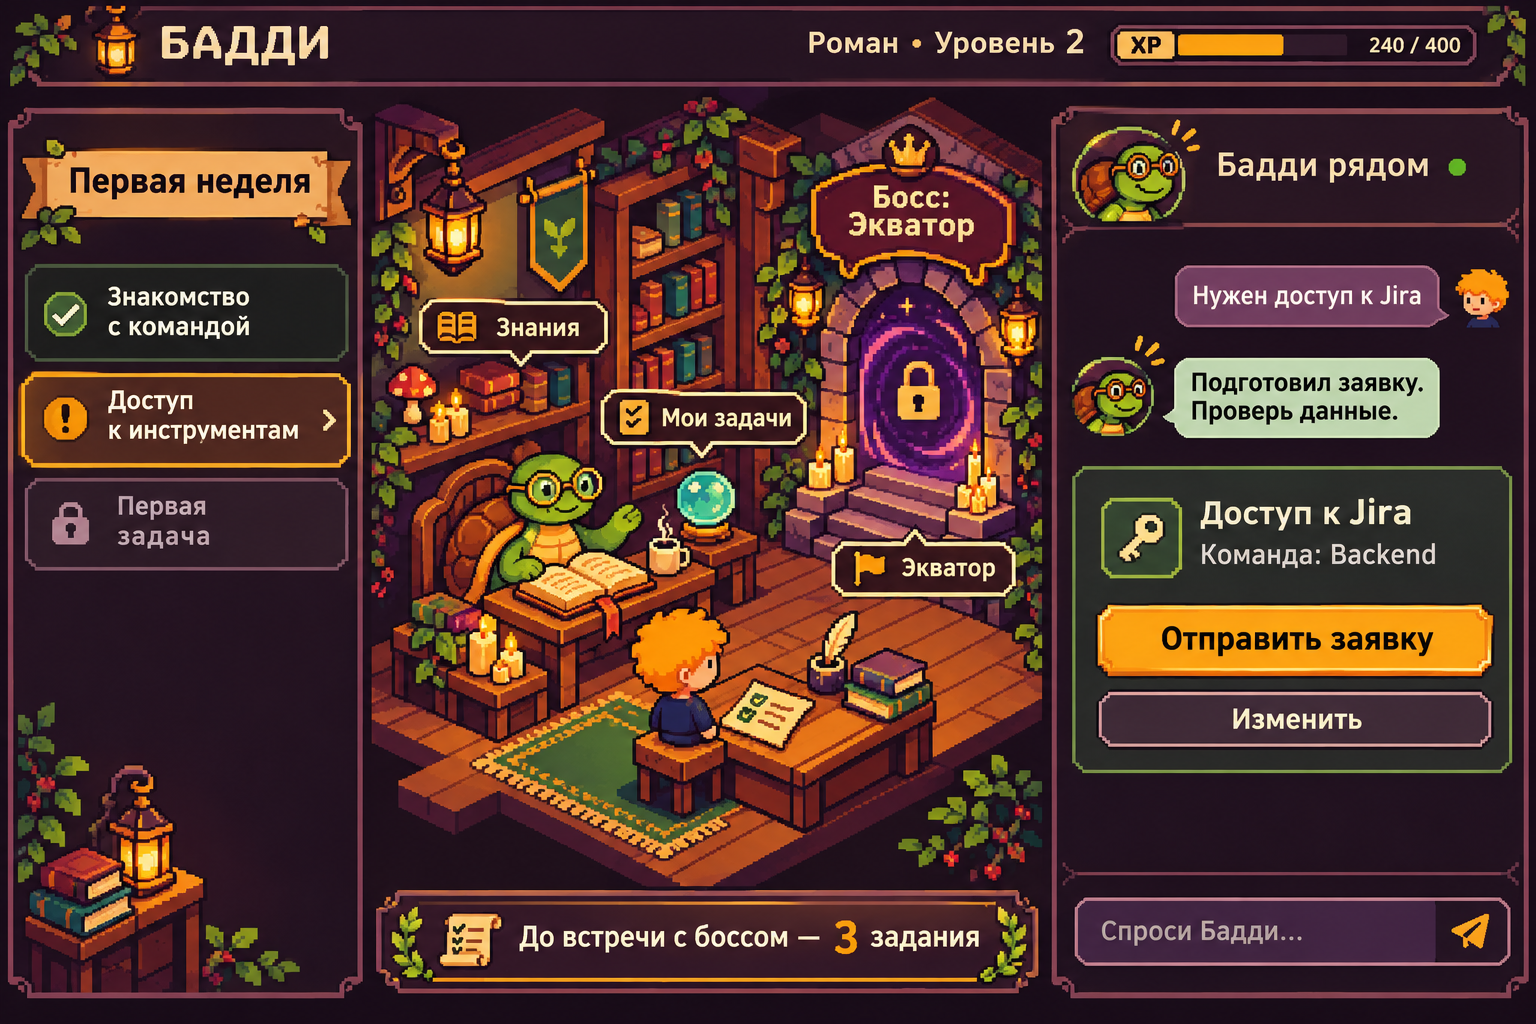 БАДДИ
Роман • Уровень 2
XP
240 / 400
Первая неделя
Знакомство
с командой
Доступ
к инструментам
Первая
задача
Босс:
Экватор
Знания
Мои задачи
Экватор
До встречи с боссом — 3 задания
Бадди рядом
Нужен доступ к Jira
Подготовил заявку.
Проверь данные.
Доступ к Jira
Команда: Backend
Отправить заявку
Изменить
Спроси Бадди...